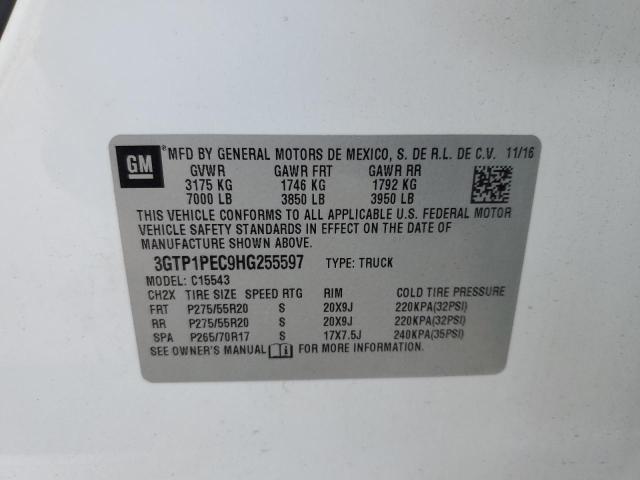 GM MFD BY GENERAL MOTORS DE MEXICO, S. DE R.L. DE C.V. 11/16
GVWR GAWR FRT GAWR RR
3175 KG 1746 KG 1792 KG
7000 LB 3850 LB 3950 LB
THIS VEHICLE CONFORMS TO ALL APPLICABLE U.S. FEDERAL MOTOR
VEHICLE SAFETY STANDARDS IN EFFECT ON THE DATE OF
MANUFACTURE SHOWN ABOVE.
3GTP1PEC9HG255597 TYPE: TRUCK
MODEL: C15543
CH2X TIRE SIZE SPEED RTG RIM COLD TIRE PRESSURE
FRT P275/55R20 S 20X9J 220KPA(32PSI)
RR P275/55R20 S 20X9J 220KPA(32PSI)
SPA P265/70R17 S 17X7.5J 240KPA(35PSI)
SEE OWNER'S MANUAL FOR MORE INFORMATION.